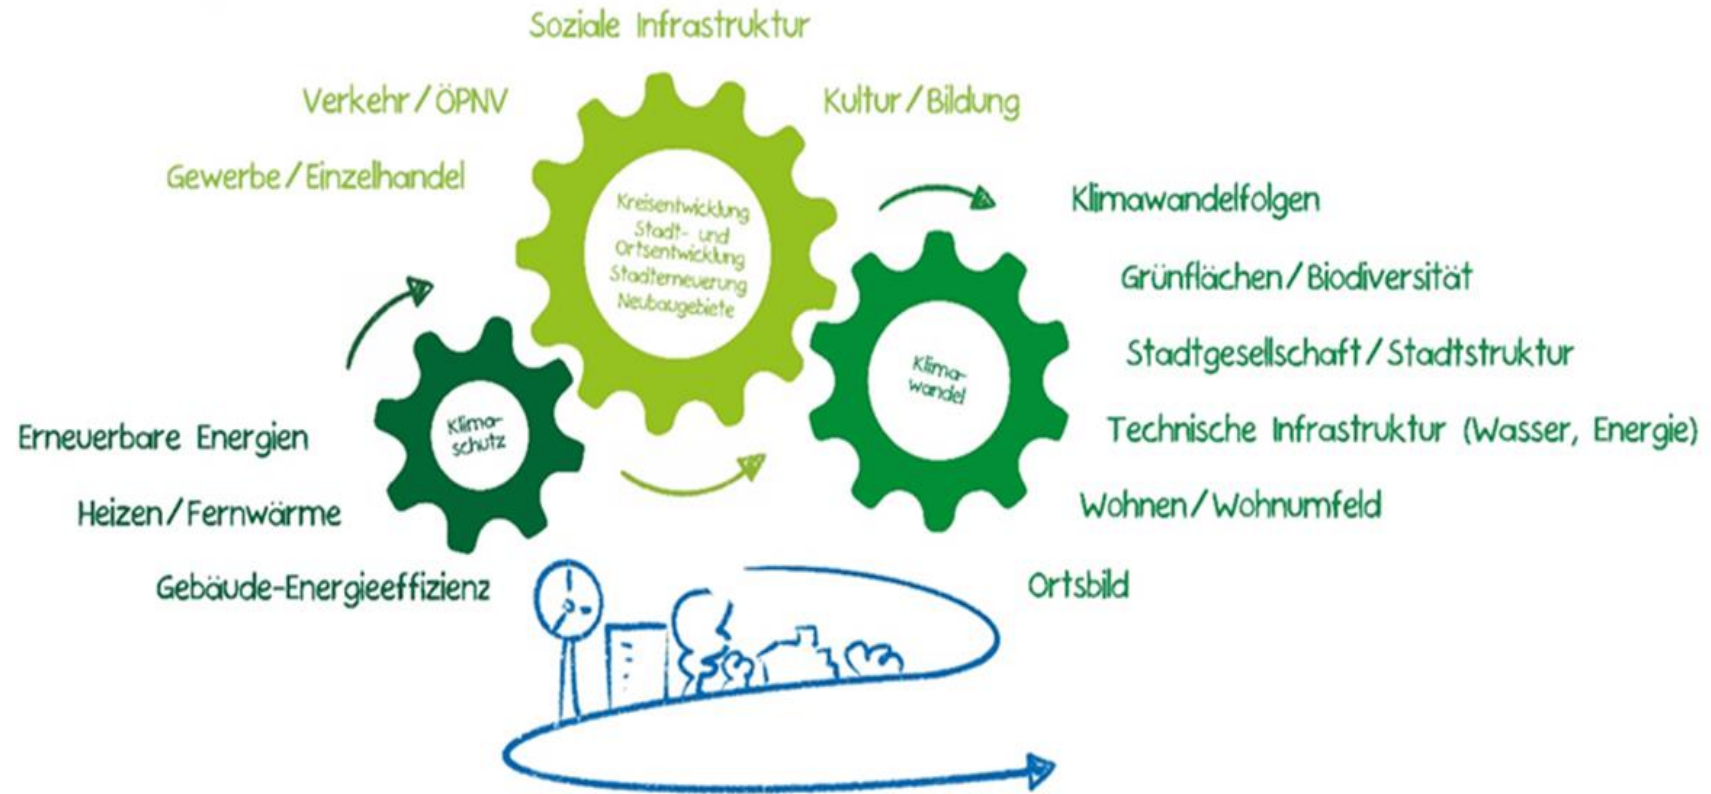 Soziale Infrastruktur
Verkehr/ÖPNV
Kultur/Bildung
Gewerbe/Einzelhandel
Kreisentwicklung
Stadt- und
Ortsentwicklung
Stadterneuerung
Neubaugebiete
Klimawandelfolgen
Grünflächen/Biodiversität
Stadtgesellschaft/Stadtstruktur
Klima-
wandel
Technische Infrastruktur (Wasser, Energie)
Wohnen/Wohnumfeld
Ortsbild
Klima-
schutz
Erneuerbare Energien
Heizen/Fernwärme
Gebäude-Energieeffizienz